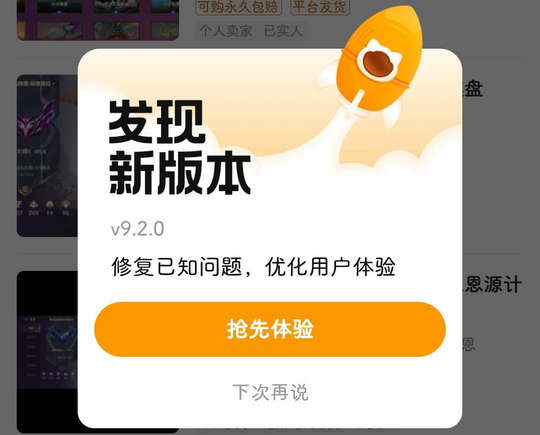 可购永久包赔 平台发货
个人卖家 已实人
盘
发现
新版本
v9.2.0
修复已知问题，优化用户体验
恩源计
抢先体验
恩
下次再说